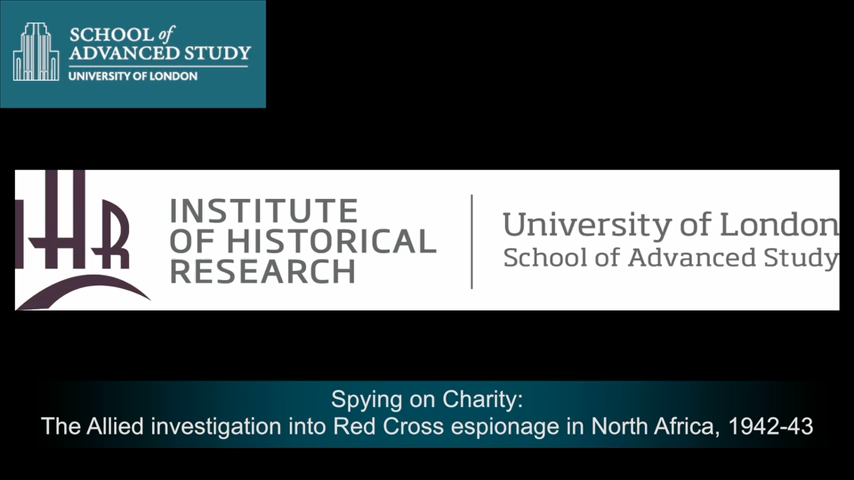 SCHOOL of
ADVANCED STUDY
UNIVERSITY OF LONDON
IHR
INSTITUTE
OF HISTORICAL
RESEARCH
University of London
School of Advanced Study
Spying on Charity:
The Allied investigation into Red Cross espionage in North Africa, 1942-43